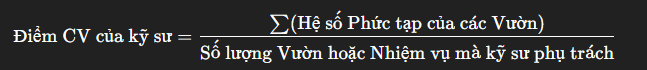 Điểm CV của kỹ sư = ∑(Hệ số Phức tạp của các Vườn)
Số lượng Vườn hoặc Nhiệm vụ mà kỹ sư phụ trách